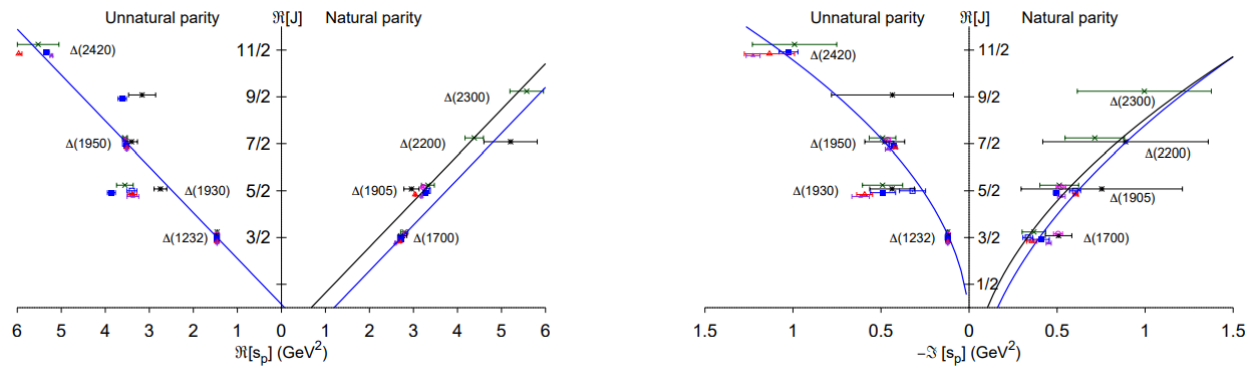 Unnatural parity ℜ[J] Natural parity
11/2
Δ(2420)
9/2
Δ(2300)
7/2
Δ(1950) Δ(2200)
5/2
Δ(1930) Δ(1905)
3/2
Δ(1232) Δ(1700)
1/2
6 5 4 3 2 1 0 1 2 3 4 5 6
ℜ[s_p] (GeV²)
Unnatural parity ℜ[J] Natural parity
11/2
Δ(2420)
9/2
Δ(2300)
7/2
Δ(1950) Δ(2200)
5/2
Δ(1930) Δ(1905)
3/2
Δ(1232) Δ(1700)
1/2
1.5 1 0.5 0 0.5 1 1.5
−ℑ [s_p] (GeV²)